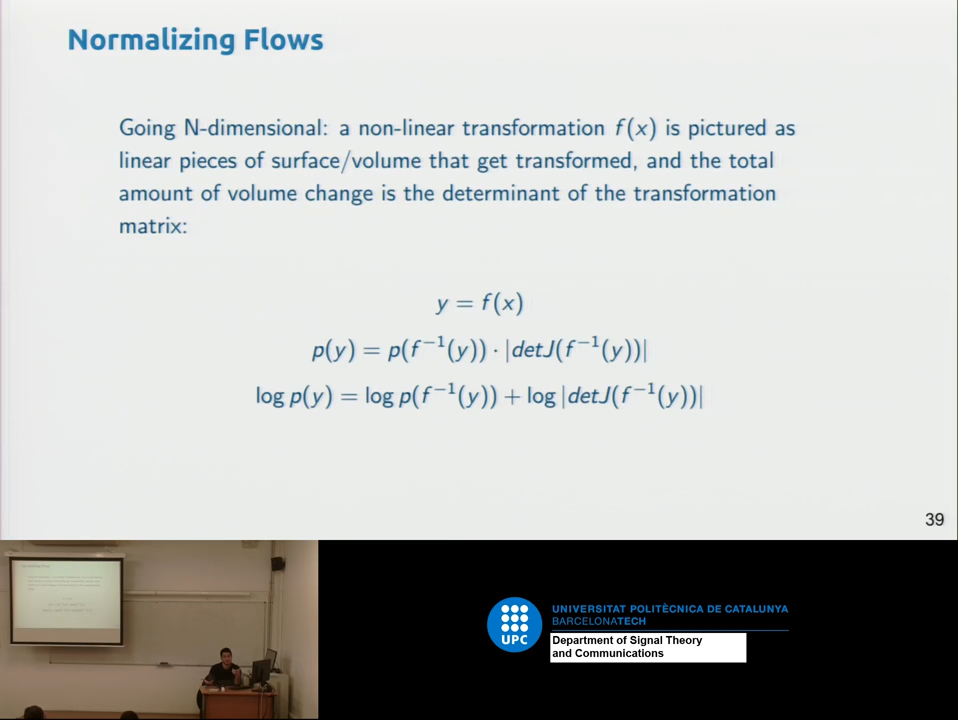 Normalizing Flows
Going N-dimensional: a non-linear transformation f(x) is pictured as
linear pieces of surface/volume that get transformed, and the total
amount of volume change is the determinant of the transformation
matrix:
y = f(x)
p(y) = p(f⁻¹(y)) · |detJ(f⁻¹(y))|
log p(y) = log p(f⁻¹(y)) + log |detJ(f⁻¹(y))|
39
UPC
UNIVERSITAT POLITÈCNICA DE CATALUNYA
BARCELONATECH
Department of Signal Theory
and Communications